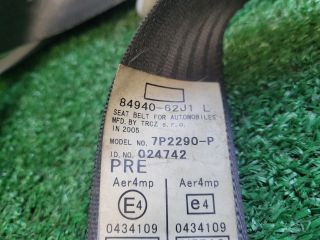 84940-62J1 L
SEAT BELT FOR AUTOMOBILES
MFD. BY TRCZ s.r.o.
IN 2005
MODEL NO. 7P2290-P
ID.NO. 024742
PRE
Aer4mp Aer4mp
E4 e4
0434109 0434109